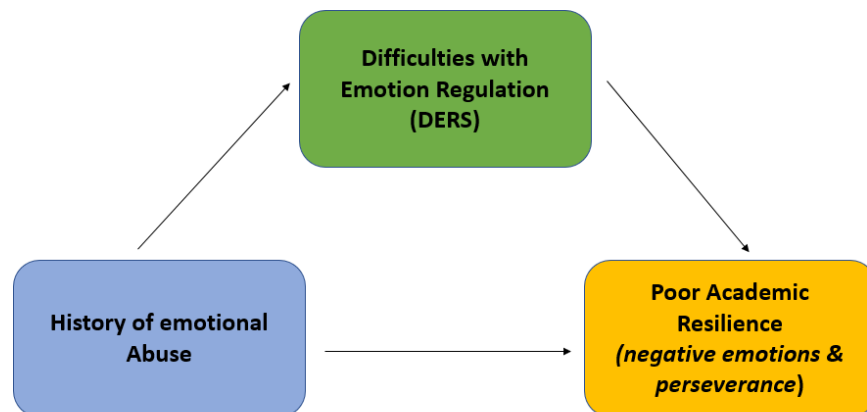 Difficulties with
Emotion Regulation
(DERS)
History of emotional
Abuse
Poor Academic
Resilience
(negative emotions &
perseverance)